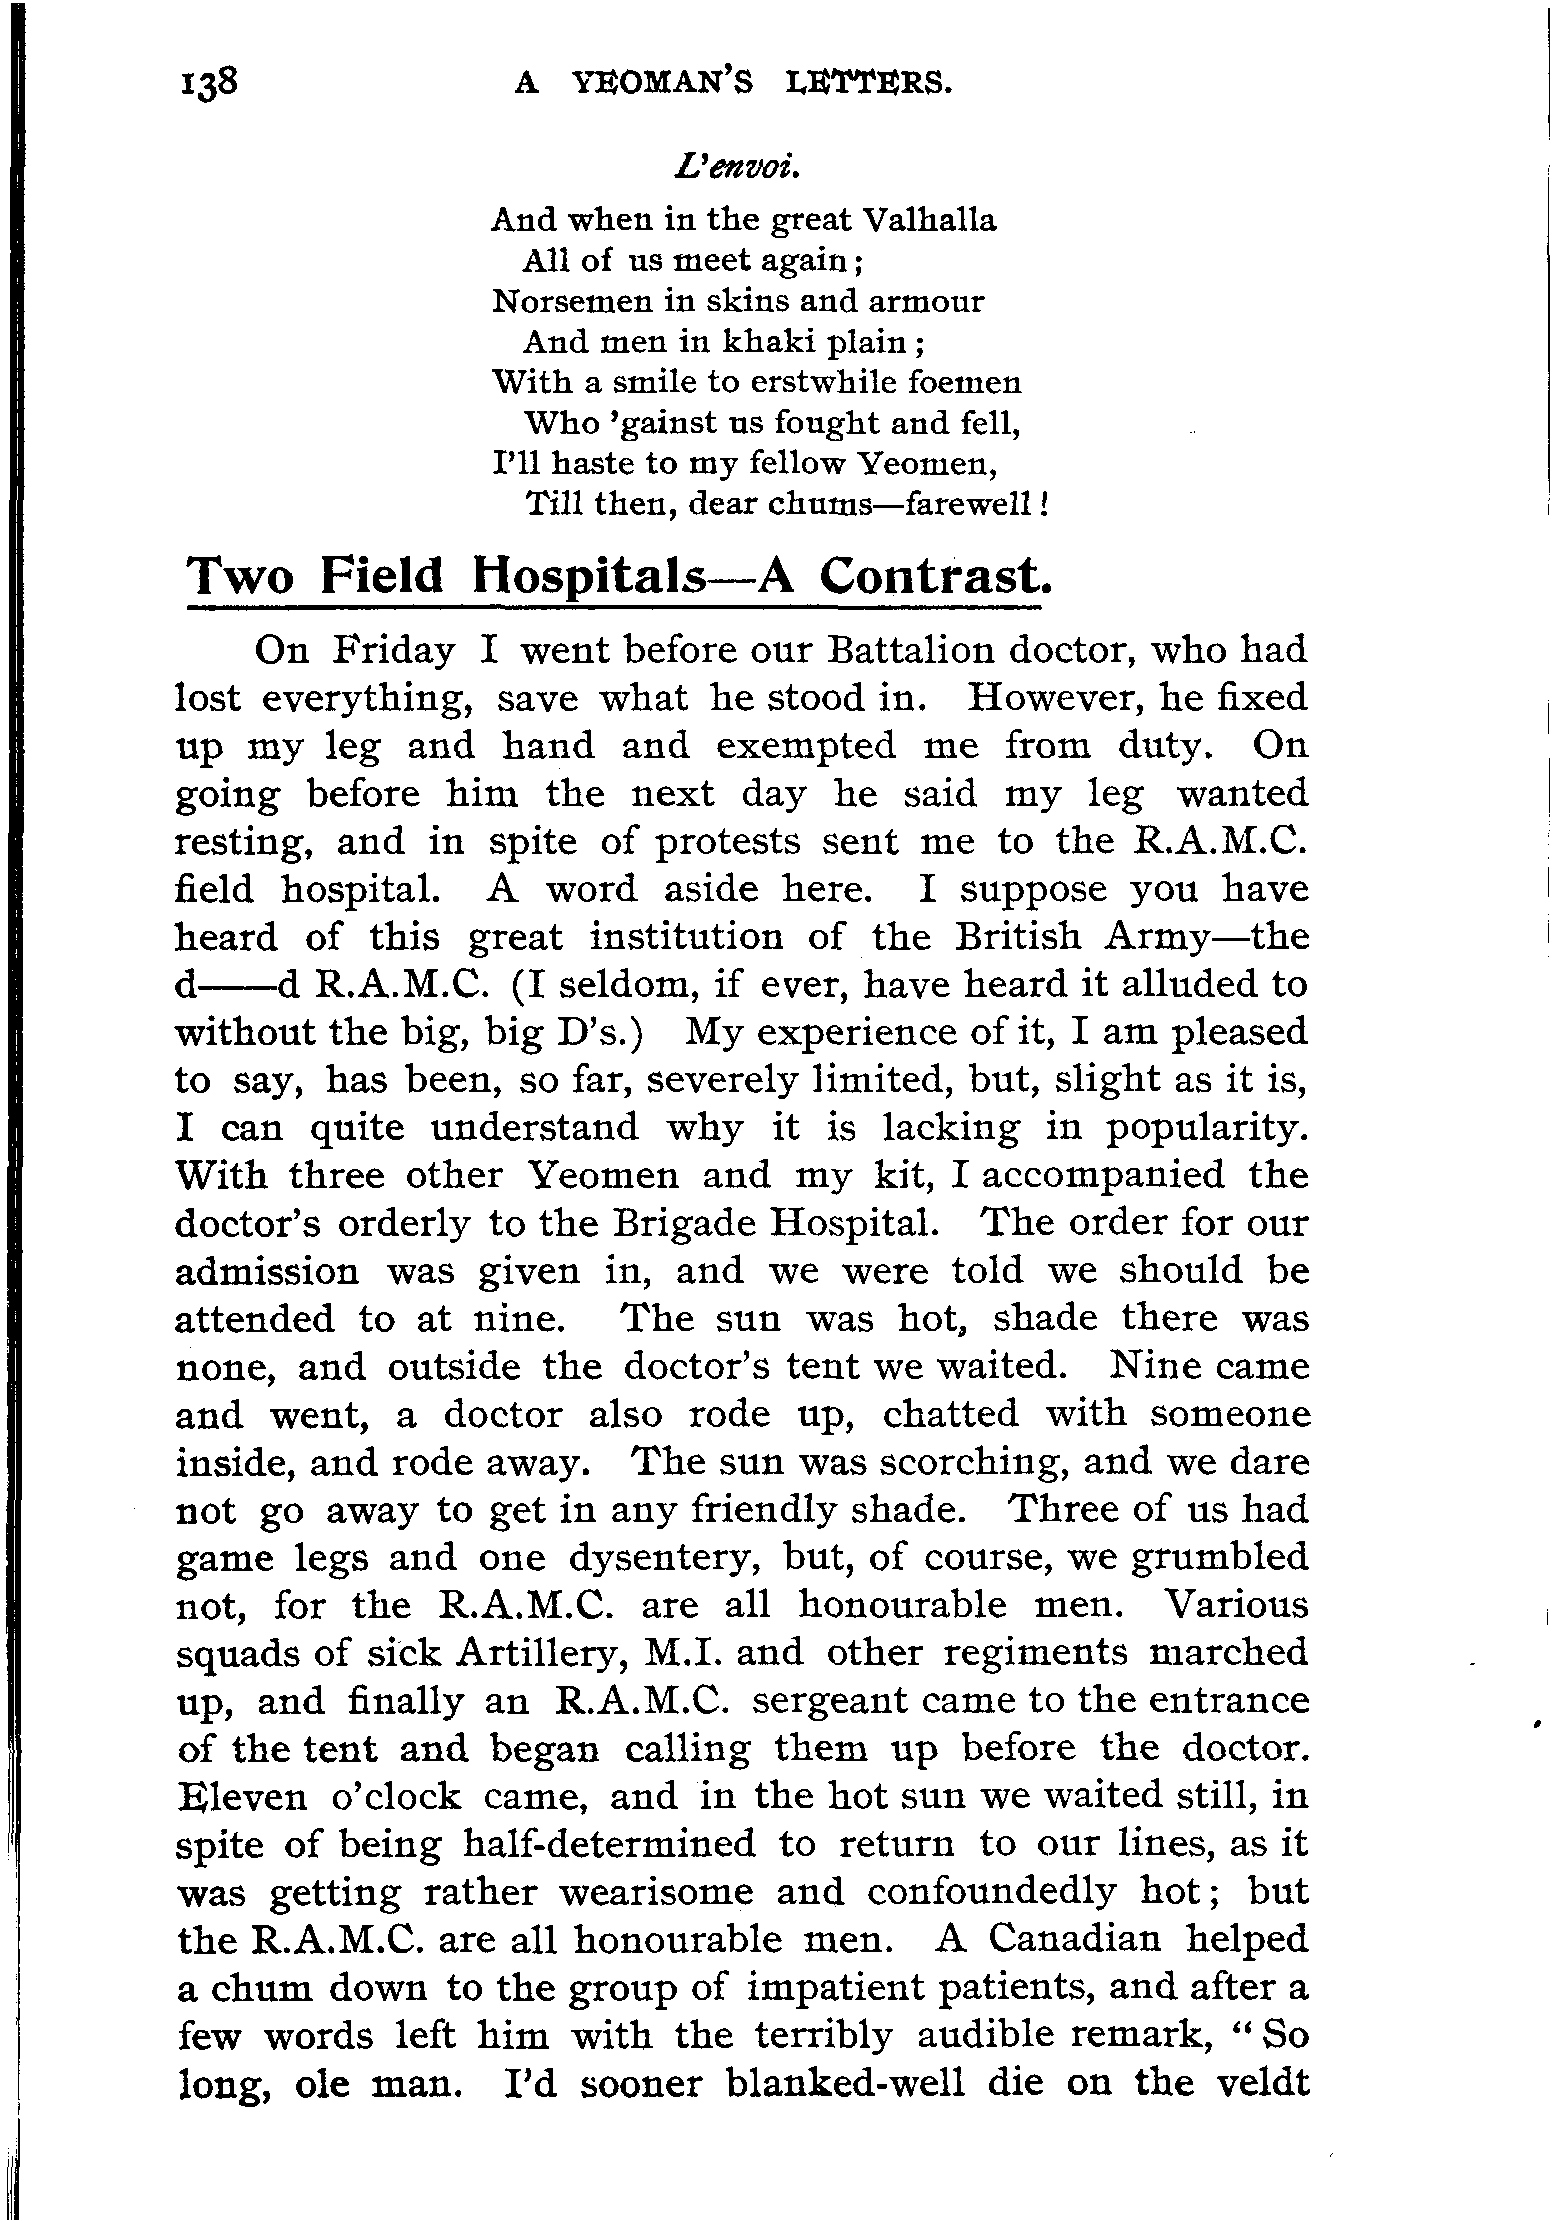 138 A YEOMAN'S LETTERS.
L'envoi.
And when in the great Valhalla
All of us meet again;
Norsemen in skins and armour
And men in khaki plain;
With a smile to erstwhile foemen
Who 'gainst us fought and fell,
I'll haste to my fellow Yeomen,
Till then, dear chums—farewell!
Two Field Hospitals—A Contrast.
On Friday I went before our Battalion doctor, who had
lost everything, save what he stood in. However, he fixed
up my leg and hand and exempted me from duty. On
going before him the next day he said my leg wanted
resting, and in spite of protests sent me to the R.A.M.C.
field hospital. A word aside here. I suppose you have
heard of this great institution of the British Army—the
d——d R.A.M.C. (I seldom, if ever, have heard it alluded to
without the big, big D's.) My experience of it, I am pleased
to say, has been, so far, severely limited, but, slight as it is,
I can quite understand why it is lacking in popularity.
With three other Yeomen and my kit, I accompanied the
doctor's orderly to the Brigade Hospital. The order for our
admission was given in, and we were told we should be
attended to at nine. The sun was hot, shade there was
none, and outside the doctor's tent we waited. Nine came
and went, a doctor also rode up, chatted with someone
inside, and rode away. The sun was scorching, and we dare
not go away to get in any friendly shade. Three of us had
game legs and one dysentery, but, of course, we grumbled
not, for the R.A.M.C. are all honourable men. Various
squads of sick Artillery, M.I. and other regiments marched
up, and finally an R.A.M.C. sergeant came to the entrance
of the tent and began calling them up before the doctor.
Eleven o'clock came, and in the hot sun we waited still, in
spite of being half-determined to return to our lines, as it
was getting rather wearisome and confoundedly hot; but
the R.A.M.C. are all honourable men. A Canadian helped
a chum down to the group of impatient patients, and after a
few words left him with the terribly audible remark, "So
long, ole man. I'd sooner blanked-well die on the veldt